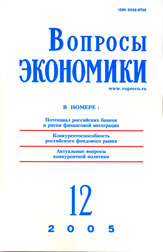 ISSN 0042-8736
ВОПРОСЫ
ЭКОНОМИКИ
www.vopreco.ru
В НОМЕРЕ:
Потенциал российских банков
и риски финансовой интеграции
Конкурентоспособность
российского фондового рынка
Актуальные вопросы
конкурентной политики
12
2005